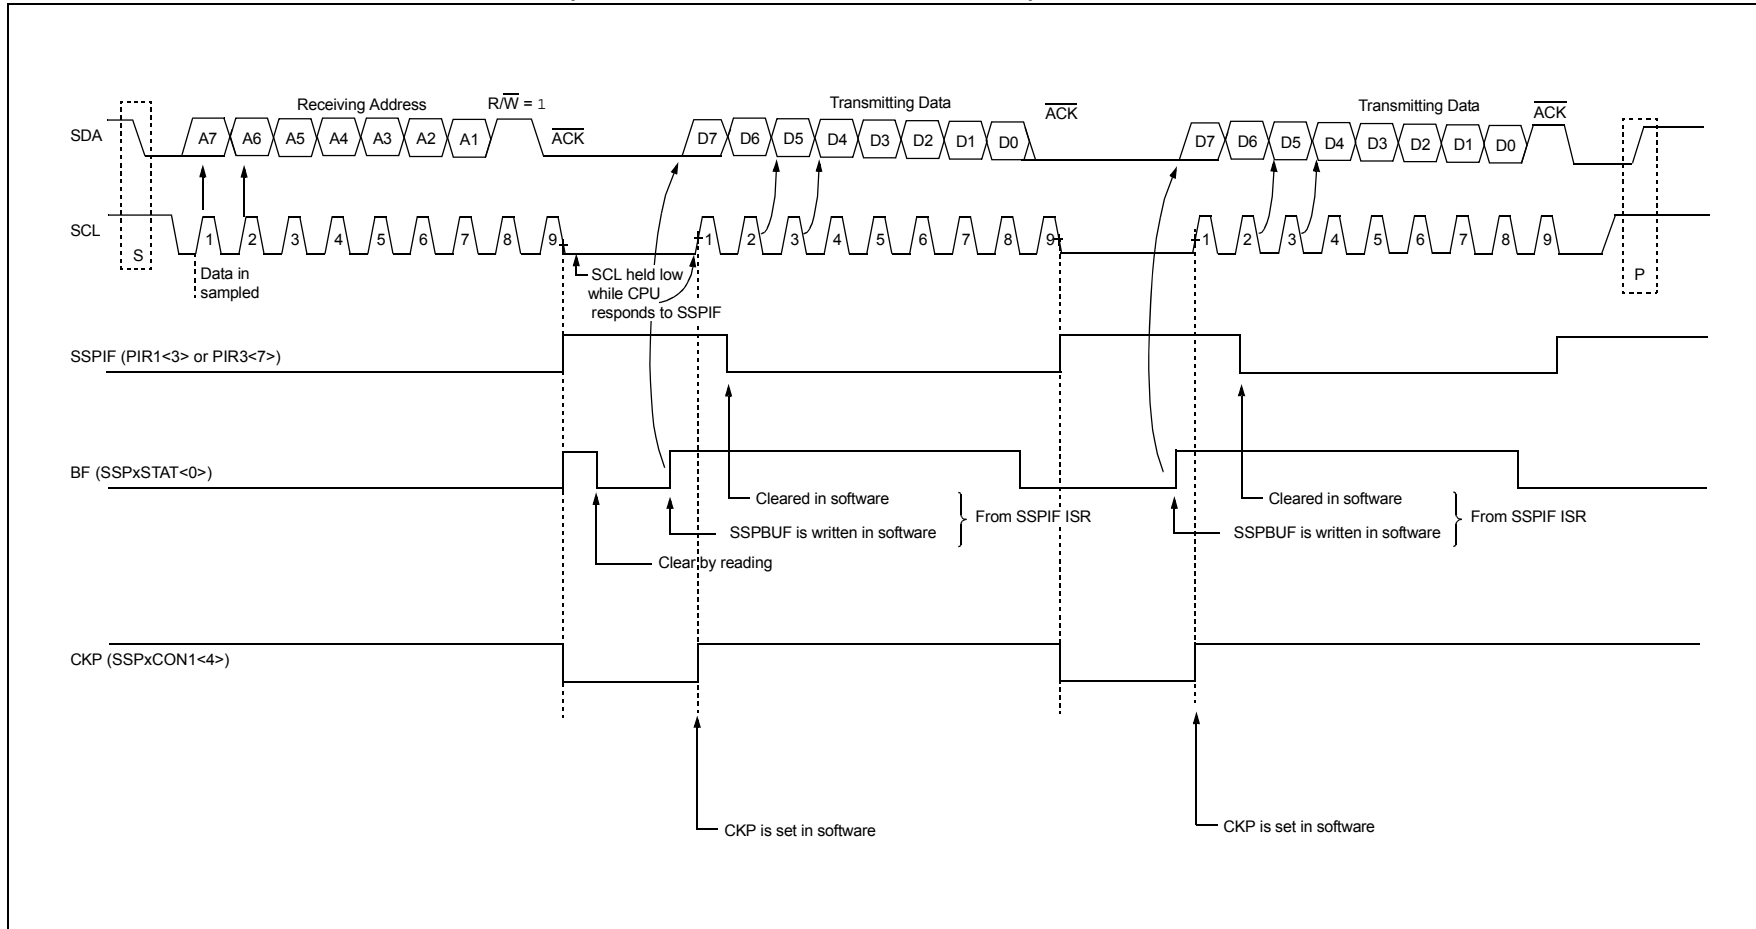 Receiving Address
R/W = 1
ACK
Transmitting Data
ACK
Transmitting Data
ACK
SDA
A7 A6 A5 A4 A3 A2 A1
D7 D6 D5 D4 D3 D2 D1 D0
D7 D6 D5 D4 D3 D2 D1 D0
SCL
S
1 2 3 4 5 6 7 8 9
1 2 3 4 5 6 7 8 9
1 2 3 4 5 6 7 8 9
P
Data in
sampled
SCL held low
while CPU
responds to SSPIF
SSPIF (PIR1<3> or PIR3<7>)
BF (SSPxSTAT<0>)
Cleared in software
SSPBUF is written in software
From SSPIF ISR
Clear by reading
Cleared in software
SSPBUF is written in software
From SSPIF ISR
CKP (SSPxCON1<4>)
CKP is set in software
CKP is set in software